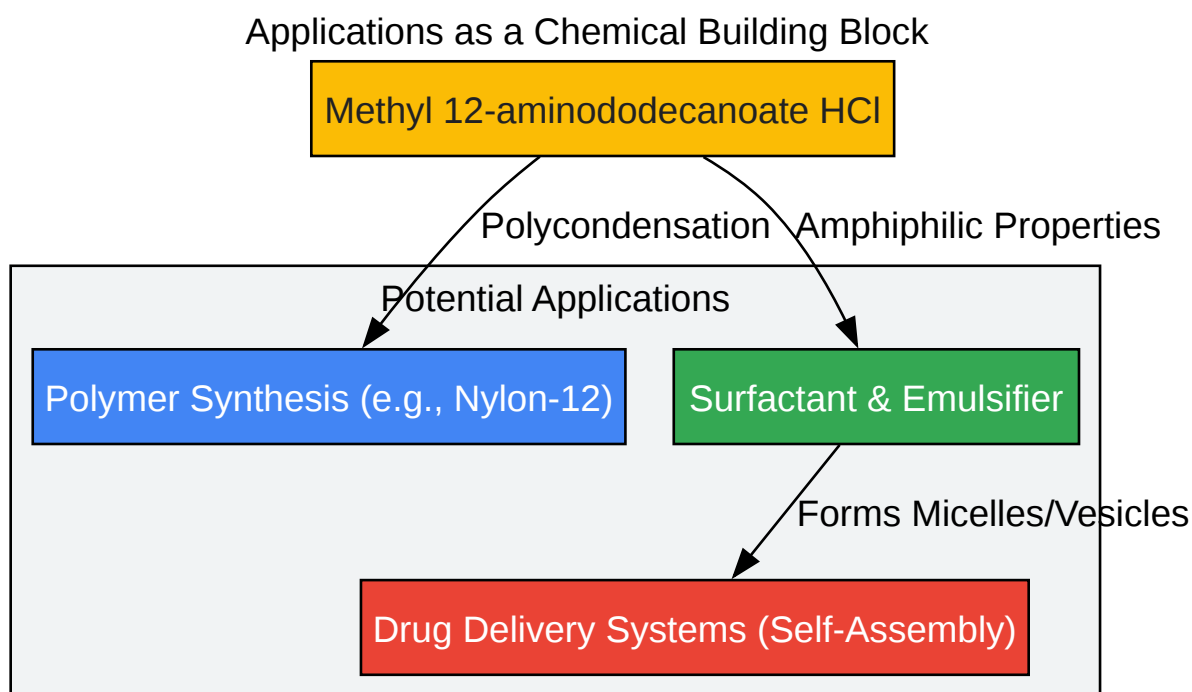 Applications as a Chemical Building Block
Methyl 12-aminododecanoate HCl
Polycondensation
Amphiphilic Properties
Potential Applications
Polymer Synthesis (e.g., Nylon-12)
Surfactant & Emulsifier
Forms Micelles/Vesicles
Drug Delivery Systems (Self-Assembly)